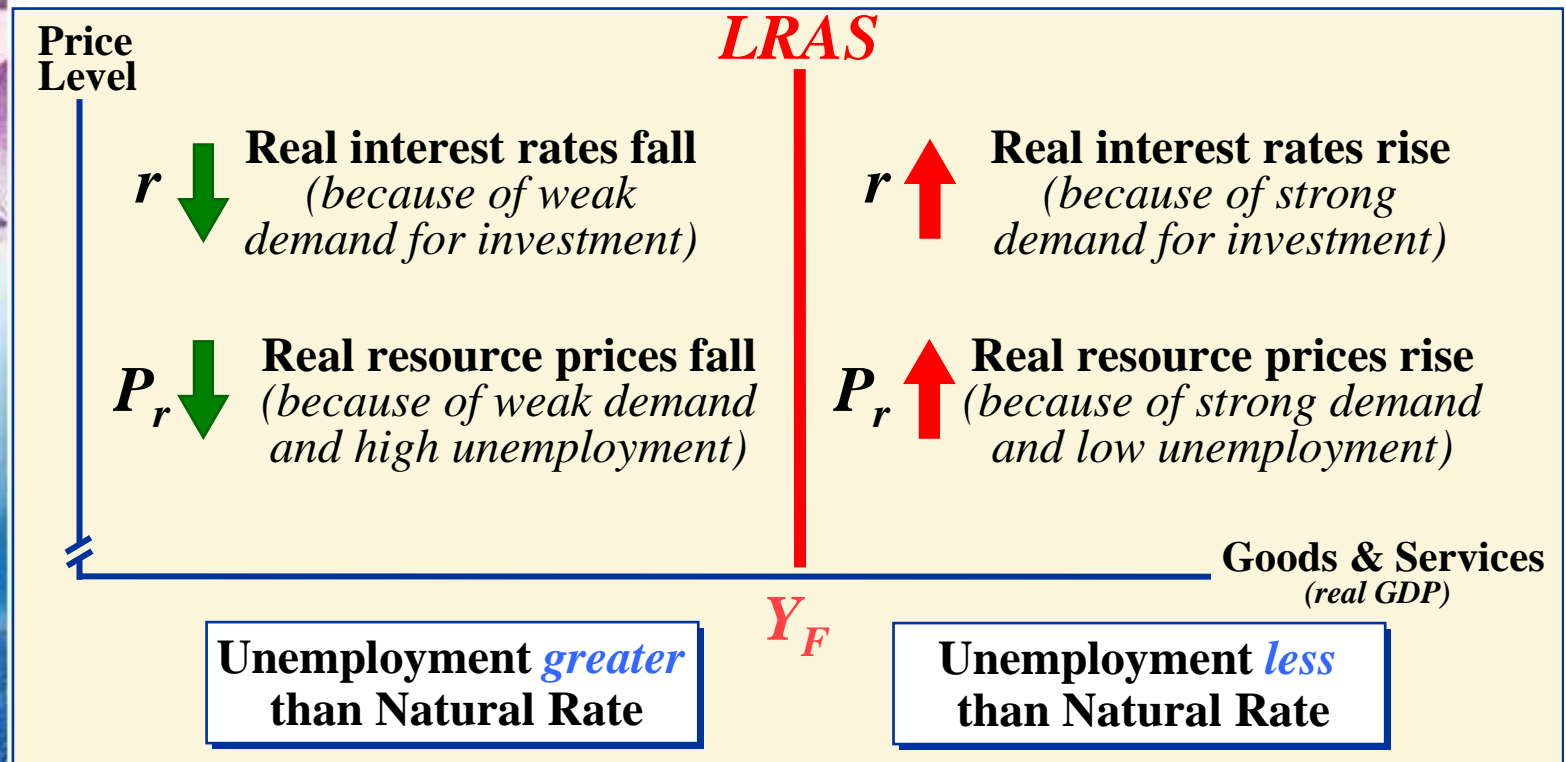 Price
Level
LRAS
r
Real interest rates fall
(because of weak
demand for investment)
r
Real interest rates rise
(because of strong
demand for investment)
Pr
Real resource prices fall
(because of weak demand
and high unemployment)
Pr
Real resource prices rise
(because of strong demand
and low unemployment)
Goods & Services
(real GDP)
YF
Unemployment greater
than Natural Rate
Unemployment less
than Natural Rate